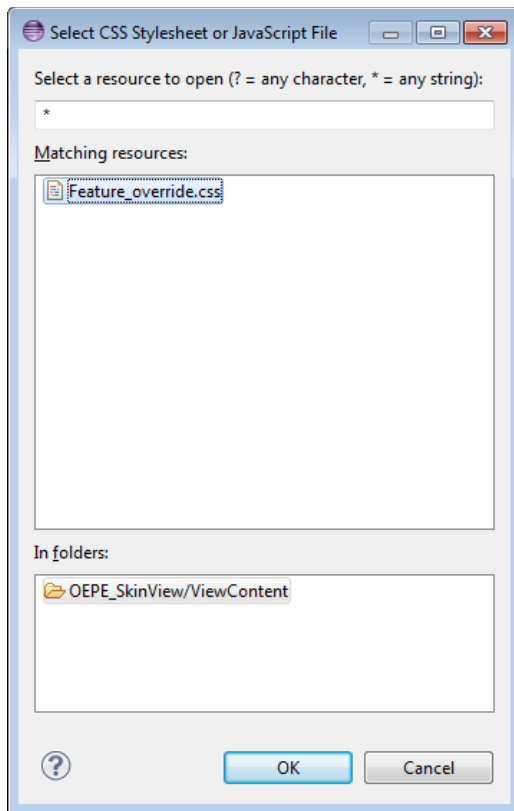 Select CSS Stylesheet or JavaScript File
Select a resource to open (? = any character, * = any string):
*
Matching resources:
Feature_override.css
In folders:
OEPE_SkinView/ViewContent
?
OK
Cancel